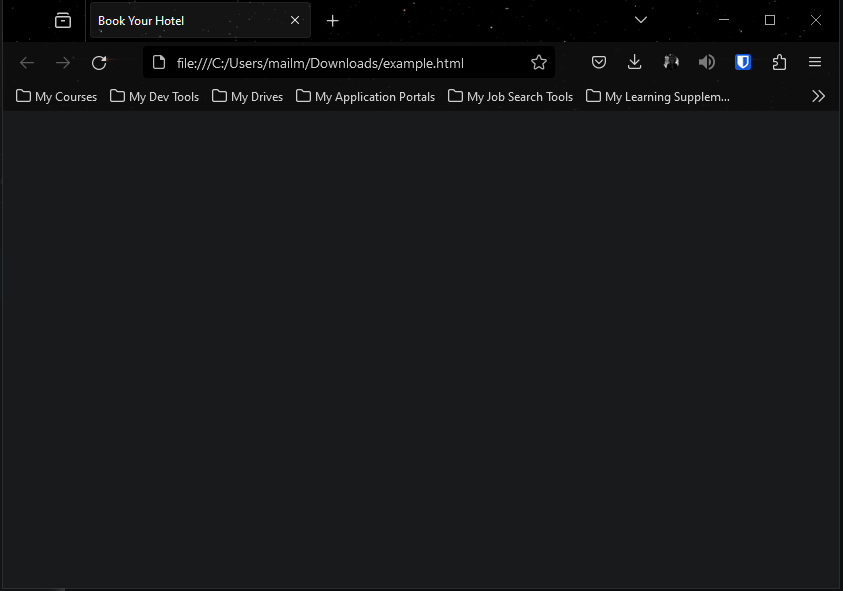 Book Your Hotel
file:///C:/Users/mailm/Downloads/example.html
My Courses My Dev Tools My Drives My Application Portals My Job Search Tools My Learning Supplem...